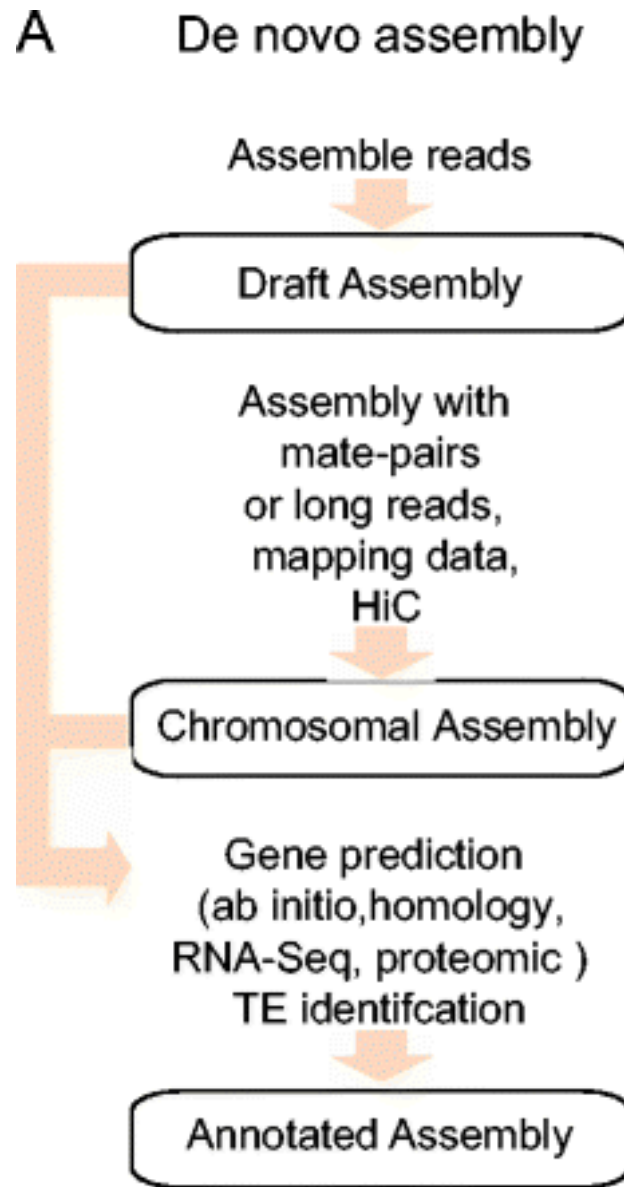 A De novo assembly
Assemble reads
Draft Assembly
Assembly with
mate-pairs
or long reads,
mapping data,
HiC
Chromosomal Assembly
Gene prediction
(ab initio,homology,
RNA-Seq, proteomic )
TE identifcation
Annotated Assembly